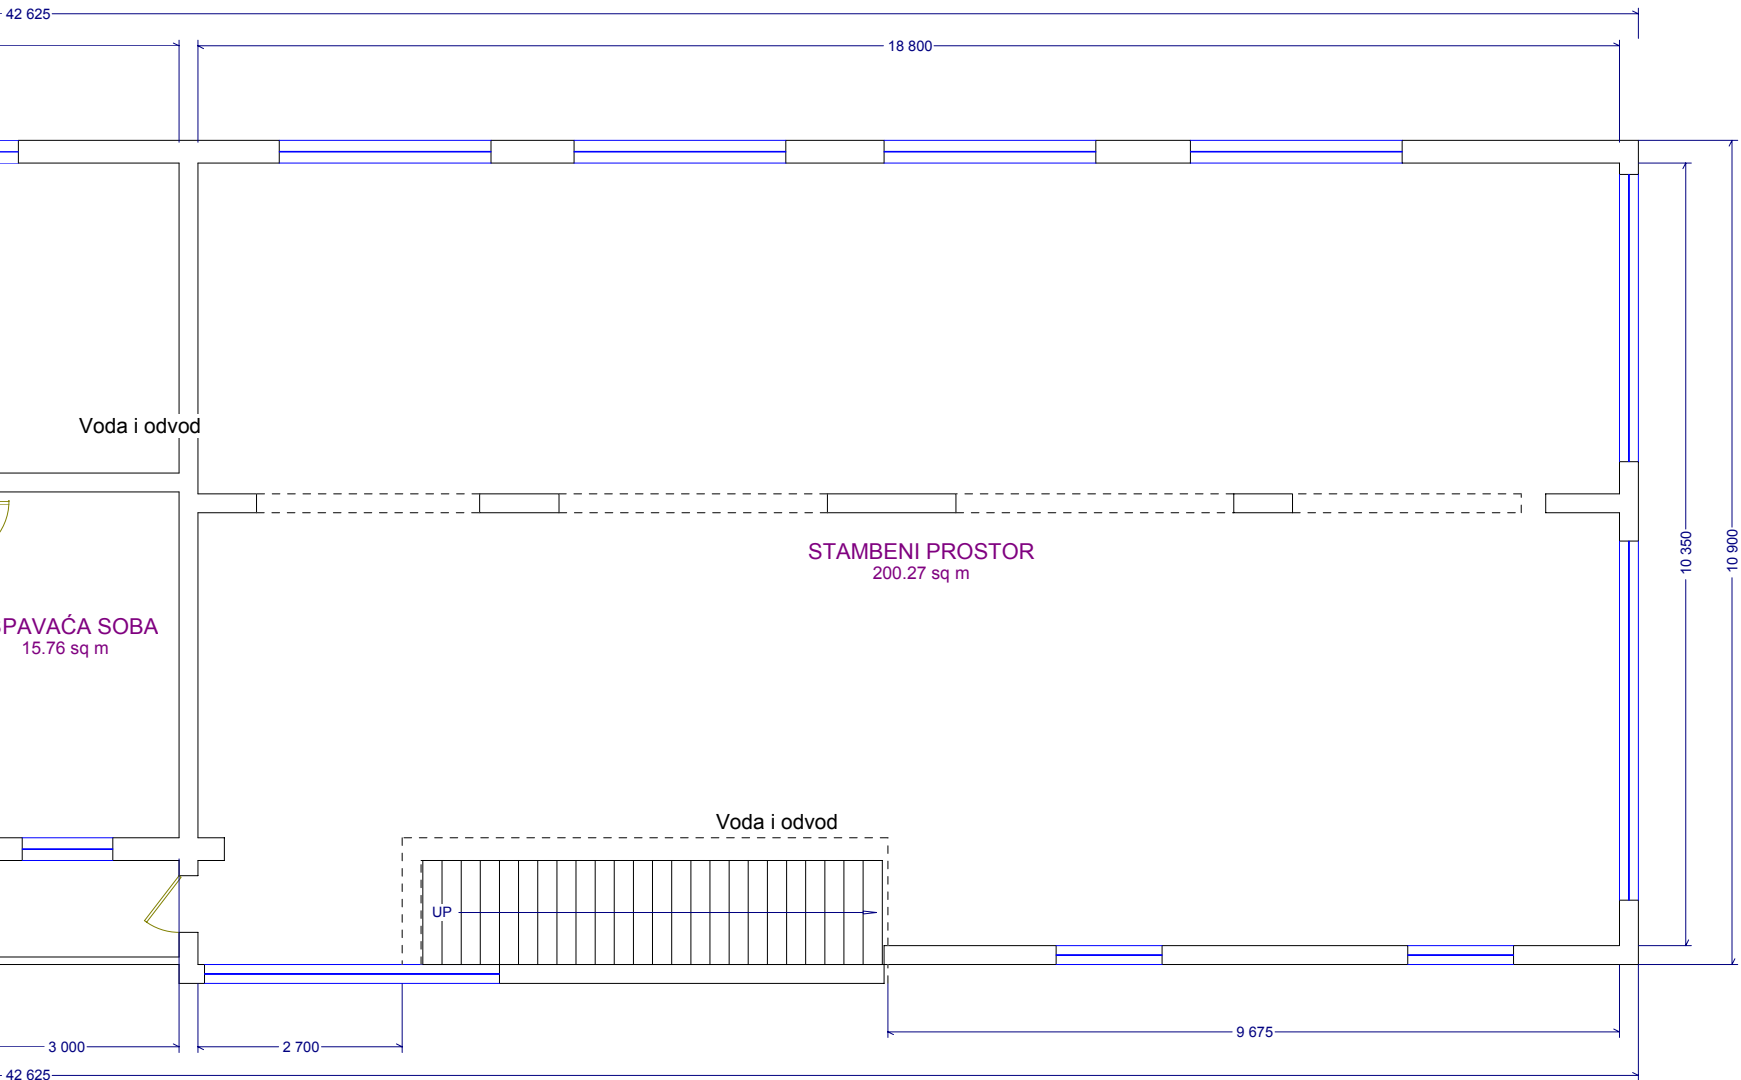 42 625
18 800
Voda i odvod
STAMBENI PROSTOR
200.27 sq m
10 350
10 900
PAVAĆA SOBA
15.76 sq m
Voda i odvod
UP
9 675
3 000
2 700
42 625